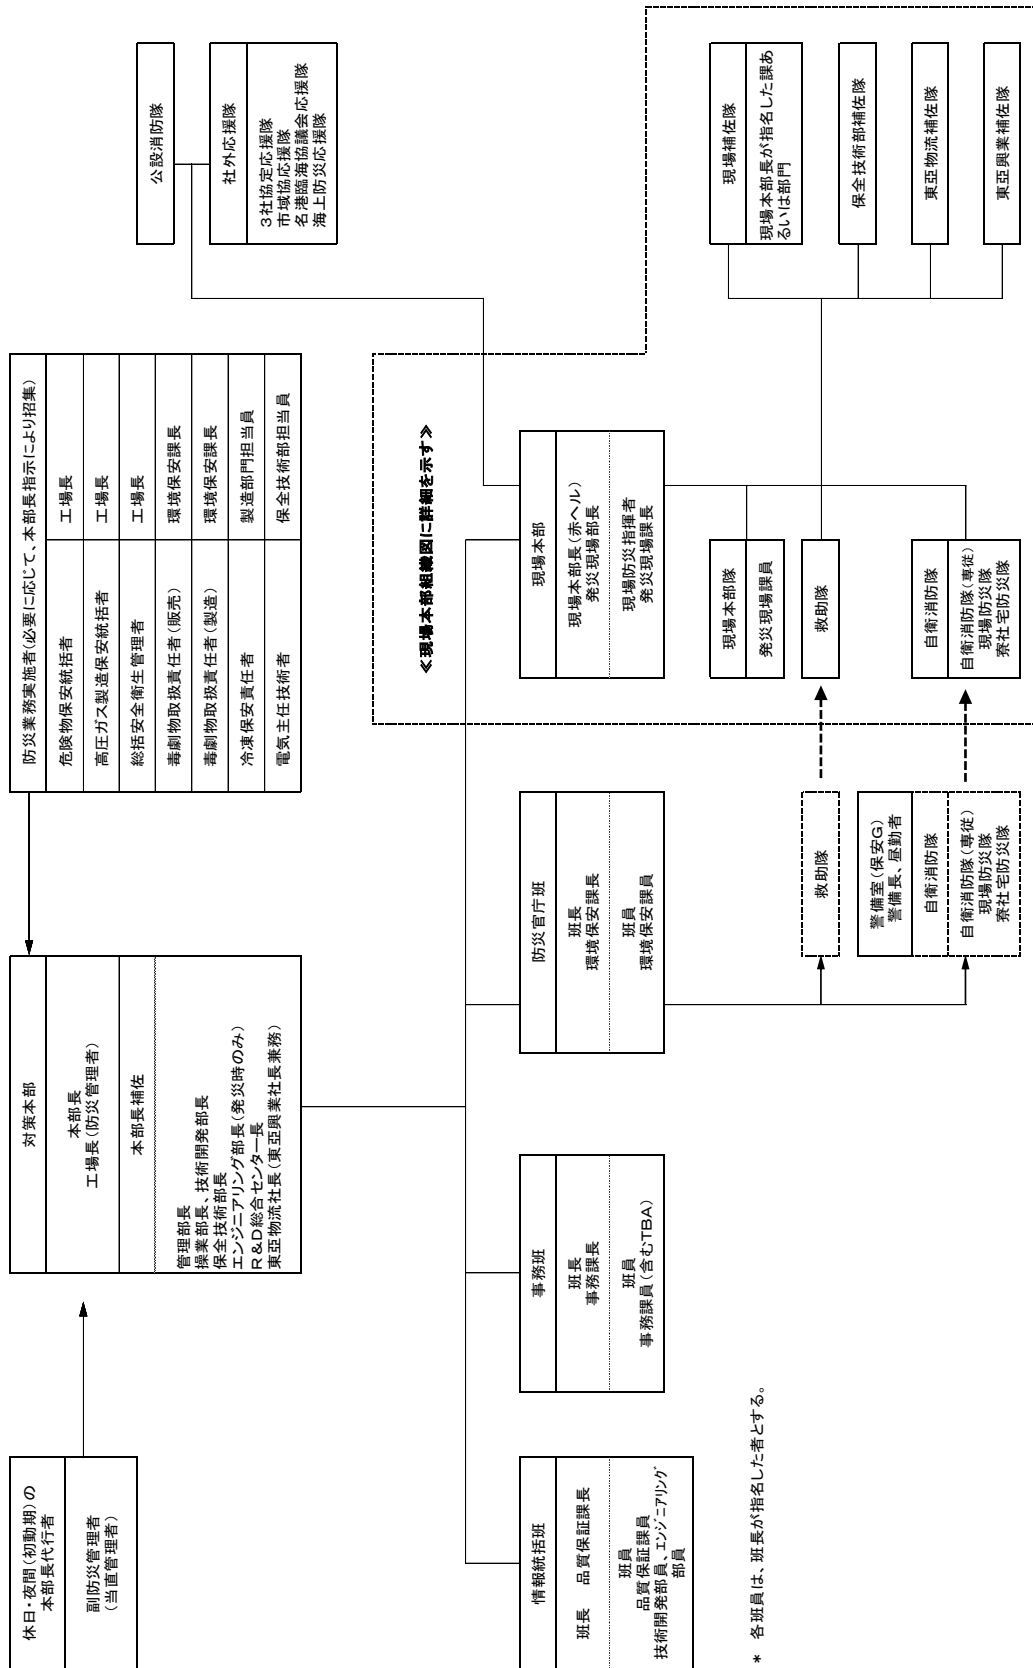 休日・夜間(初動期)の
本部長代行者
副防災管理者
(当直管理者)
対策本部
本部長
工場長(防災管理者)
本部長補佐
管理部長
操業部長、技術開発部長
保全技術部長
エンジニアリング部長(発災時のみ)
R&D総合センター長
東亞物流社長(東亞興業社長兼務)
防災業務実施者(必要に応じて、本部長指示により招集)
危険物保安統括者 工場長
高圧ガス製造保安統括者 工場長
総括安全衛生管理者 工場長
毒劇物取扱責任者(販売) 環境保安課長
毒劇物取扱責任者(製造) 環境保安課長
冷凍保安責任者 製造部門担当員
電気主任技術者 保全技術部担当員
公設消防隊
社外応援隊
3社協定応援隊
市域協応援隊
名港臨海協議会応援隊
海上防災応援隊
≪現場本部組織図に詳細を示す≫
情報統括班
班長 品質保証課長
班員
品質保証課員
技術開発部員、エンジニアリング
部員
事務班
班長
事務課長
班員
事務課員(含むTBA)
防災官庁班
班長
環境保安課長
班員
環境保安課員
現場本部
現場本部長(赤ヘル)
発災現場部長
現場防災指揮者
発災現場課長
救助隊
警備室(保安G)
警備長、昼勤者
自衛消防隊
自衛消防隊(専従)
現場防災隊
寮社宅防災隊
現場本部隊
発災現場課員
救助隊
自衛消防隊
自衛消防隊(専従)
現場防災隊
寮社宅防災隊
現場補佐隊
現場本部長が指名した課あ
るいは部門
保全技術部補佐隊
東亞物流補佐隊
東亞興業補佐隊
* 各班員は、班長が指名した者とする。